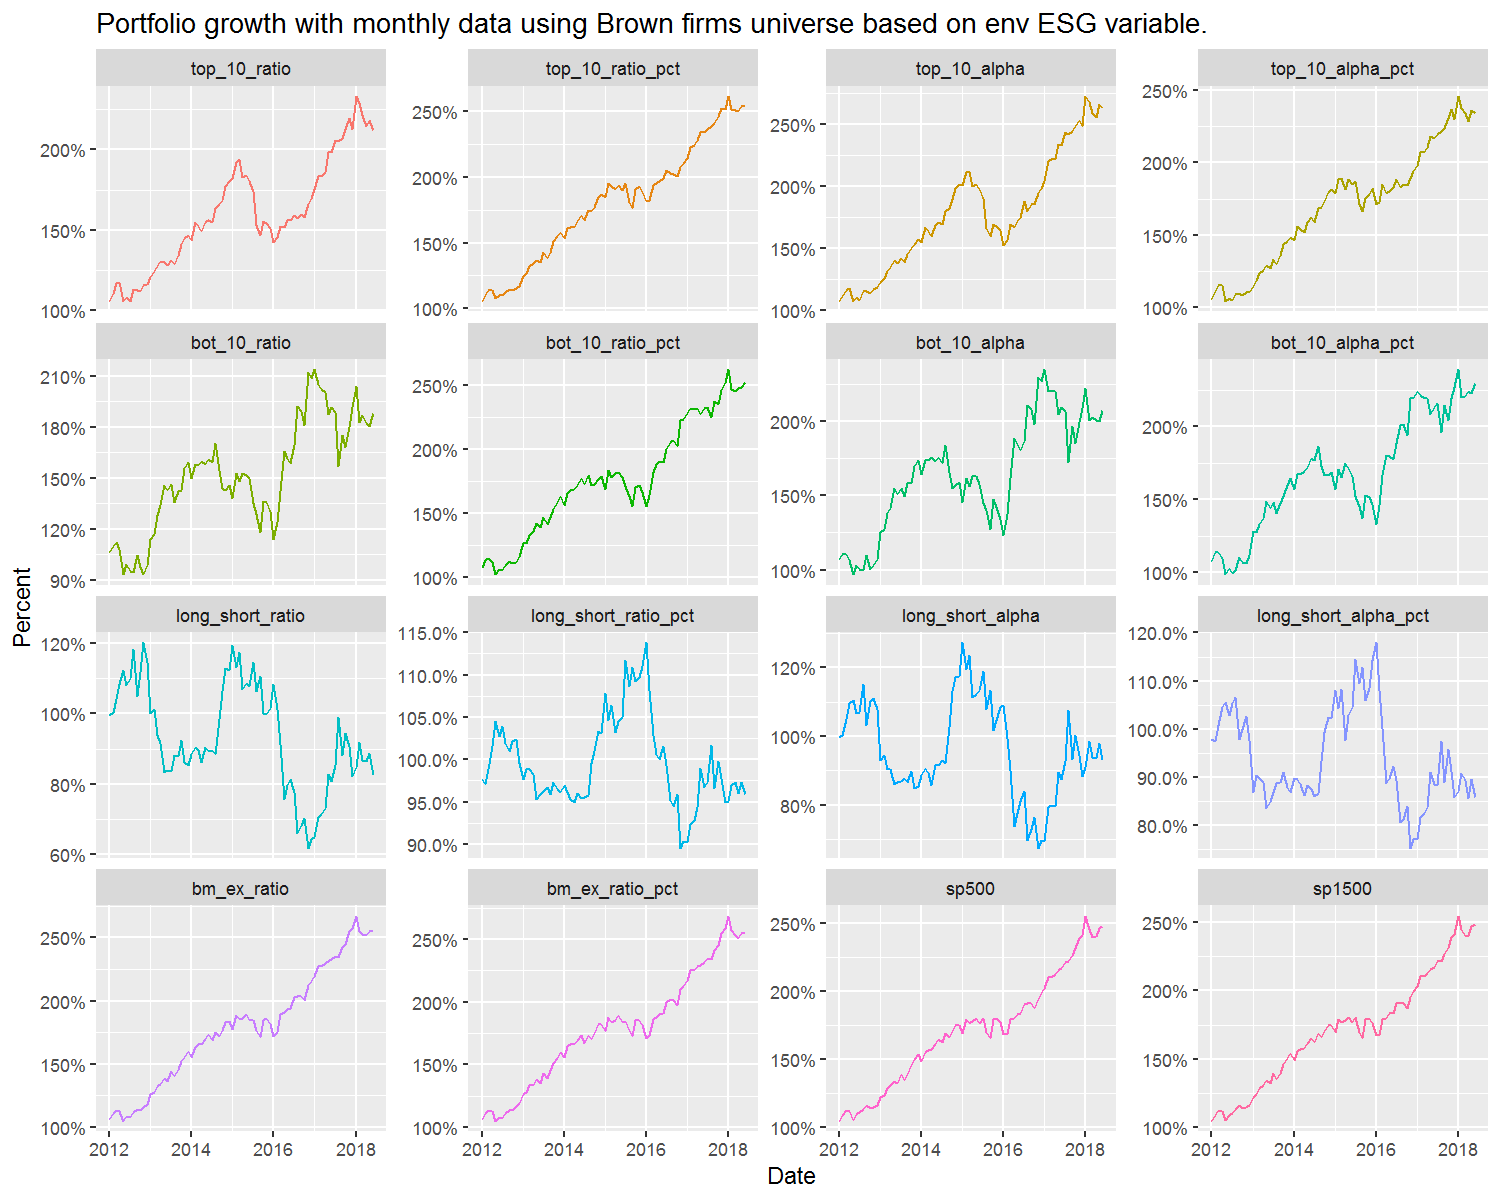 Portfolio growth with monthly data using Brown firms universe based on env ESG variable.
top_10_ratio
top_10_ratio_pct
top_10_alpha
top_10_alpha_pct
200%
150%
100%
250%
200%
150%
100%
250%
200%
150%
100%
250%
200%
150%
100%
bot_10_ratio
bot_10_ratio_pct
bot_10_alpha
bot_10_alpha_pct
210%
180%
150%
120%
90%
250%
200%
150%
100%
200%
150%
100%
200%
150%
100%
Percent
long_short_ratio
long_short_ratio_pct
long_short_alpha
long_short_alpha_pct
120%
100%
80%
60%
115.0%
110.0%
105.0%
100.0%
95.0%
90.0%
120%
100%
80%
120.0%
110.0%
100.0%
90.0%
80.0%
bm_ex_ratio
bm_ex_ratio_pct
sp500
sp1500
250%
200%
150%
100%
250%
200%
150%
100%
250%
200%
150%
100%
250%
200%
150%
100%
2012 2014 2016 2018
2012 2014 2016 2018
2012 2014 2016 2018
2012 2014 2016 2018
Date